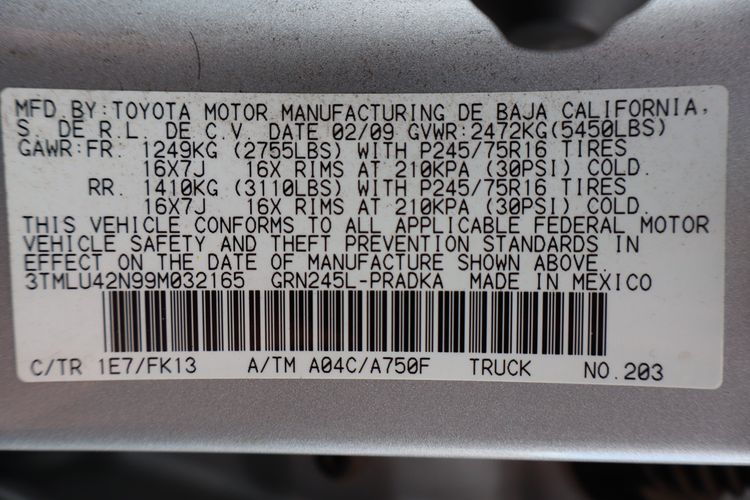 MFD. BY: TOYOTA MOTOR MANUFACTURING DE BAJA CALIFORNIA,
S. DE R.L. DE C.V. DATE 02/09 GVWR:2472KG(5450LBS)
GAWR:FR. 1249KG (2755LBS) WITH P245/75R16 TIRES
16X7J 16X RIMS AT 210KPA (30PSI) COLD.
RR. 1410KG (3110LBS) WITH P245/75R16 TIRES
16X7J 16X RIMS AT 210KPA (30PSI) COLD.
THIS VEHICLE CONFORMS TO ALL APPLICABLE FEDERAL MOTOR
VEHICLE SAFETY AND THEFT PREVENTION STANDARDS IN
EFFECT ON THE DATE OF MANUFACTURE SHOWN ABOVE.
3TMLU42N99M032165 GRN245L-PRADKA MADE IN MEXICO
C/TR 1E7/FK13 A/TM A04C/A750F TRUCK NO.203